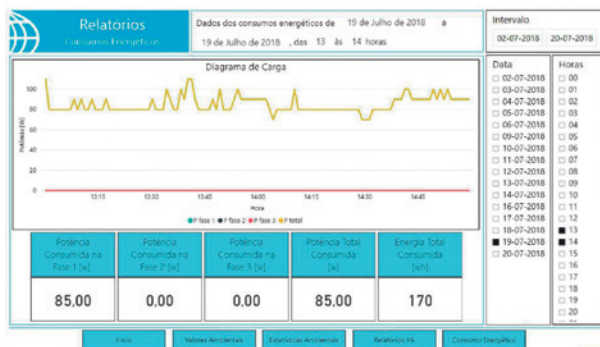 Relatórios
Consumos Energéticos
Dados dos consumos energéticos de 19 de Julho de 2018 a
19 de Julho de 2018 , das 13 às 14 horas
Intervalo
02-07-2018 20-07-2018
Diagrama de Carga
Potência [W]
100
80
60
40
20
0
13:15 13:30 13:45 14:00 14:15 14:30 14:45
Hora
P fase 1 P fase 2 P fase 3 P total
Data
02-07-2018
03-07-2018
04-07-2018
05-07-2018
06-07-2018
09-07-2018
10-07-2018
11-07-2018
12-07-2018
13-07-2018
14-07-2018
16-07-2018
17-07-2018
18-07-2018
19-07-2018
20-07-2018
Horas
00
01
02
03
04
05
06
07
08
09
10
11
12
13
14
15
16
17
18
19
20
Potência Consumida na Fase 1 [w]
85,00
Potência Consumida na Fase 2 [w]
0,00
Potência Consumida na Fase 3 [w]
0,00
Potência Total Consumida [w]
85,00
Energia Total Consumida [wh]
170
Início
Valores Ambientais
Estatísticas Ambientais
Relatórios VA
Consumo Energético